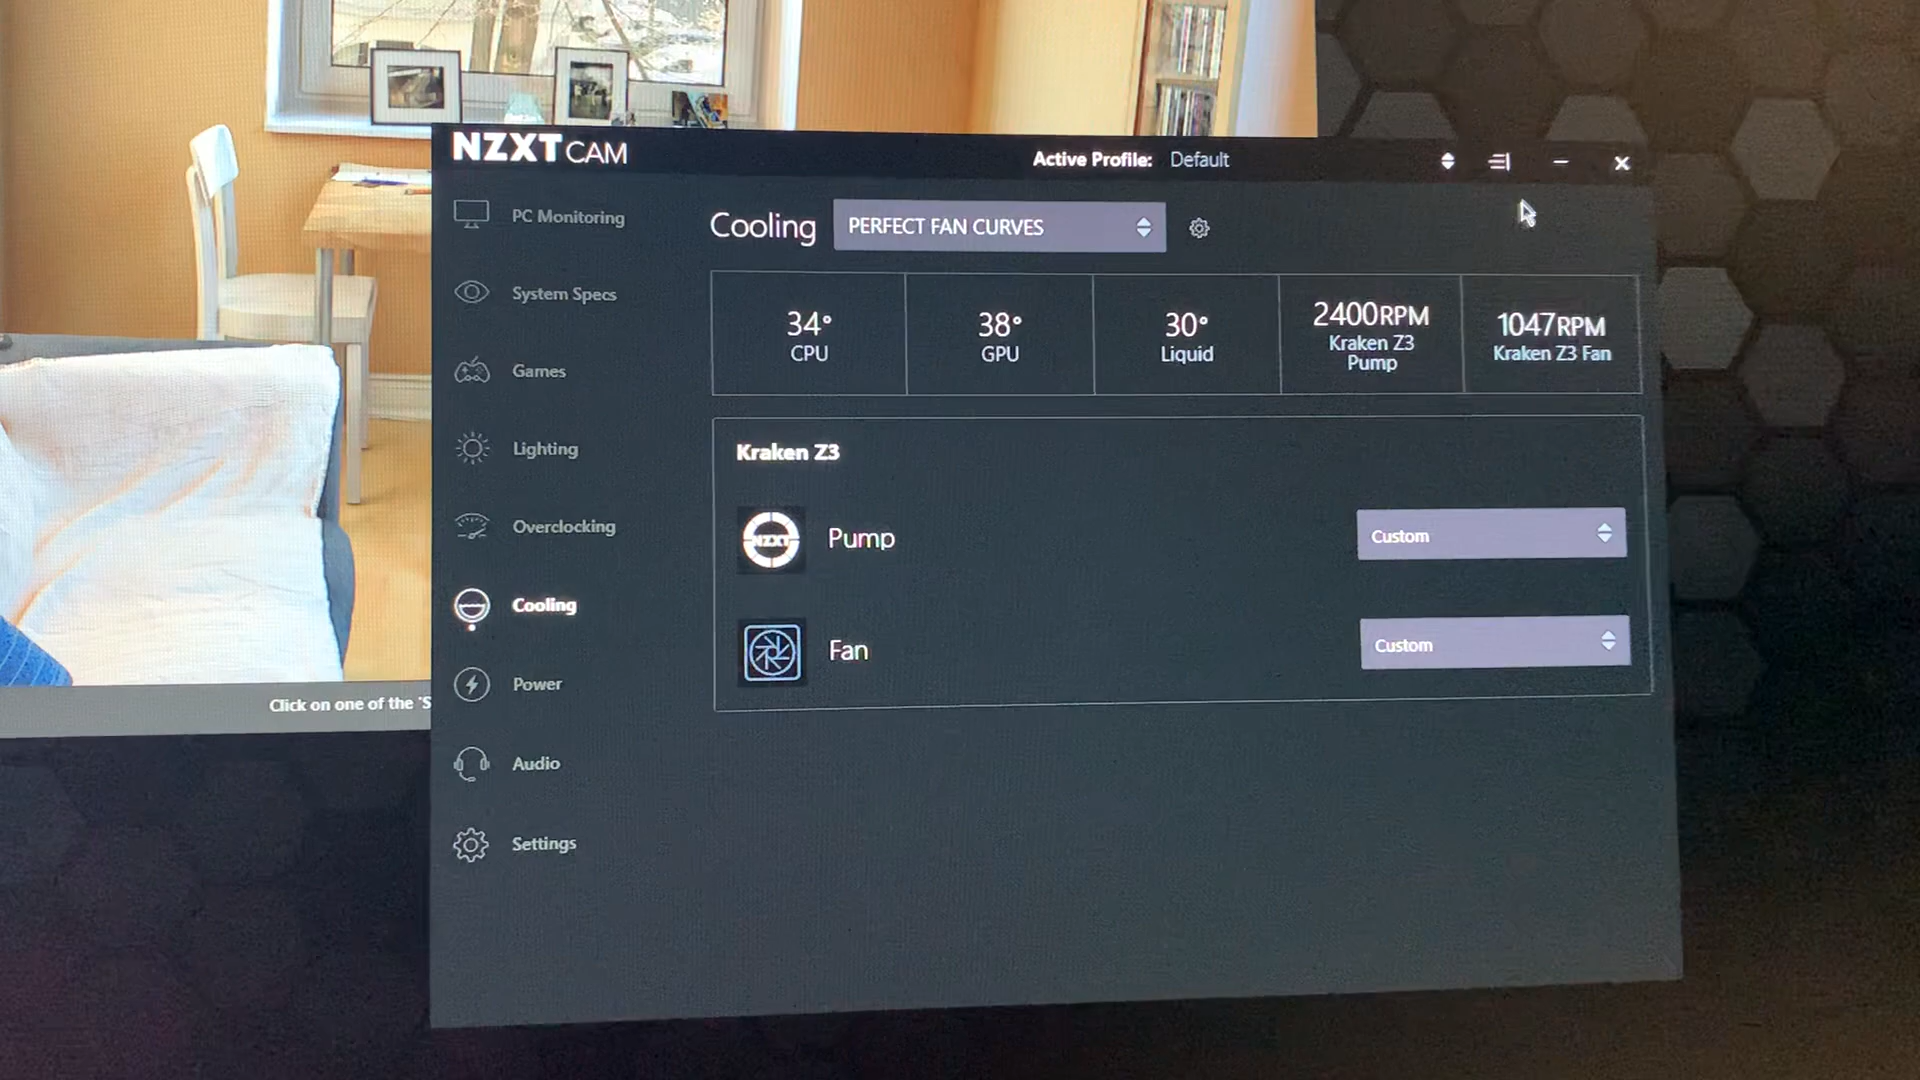 NZXT CAM
Active Profile: Default
PC Monitoring
System Specs
Games
Lighting
Overclocking
Cooling
Power
Audio
Settings
Cooling PERFECT FAN CURVES
34° CPU
38° GPU
30° Liquid
2400RPM
Kraken Z3
Pump
1047RPM
Kraken Z3 Fan
Kraken Z3
NZXT
Pump Custom
Fan Custom
Click on one of the 'S